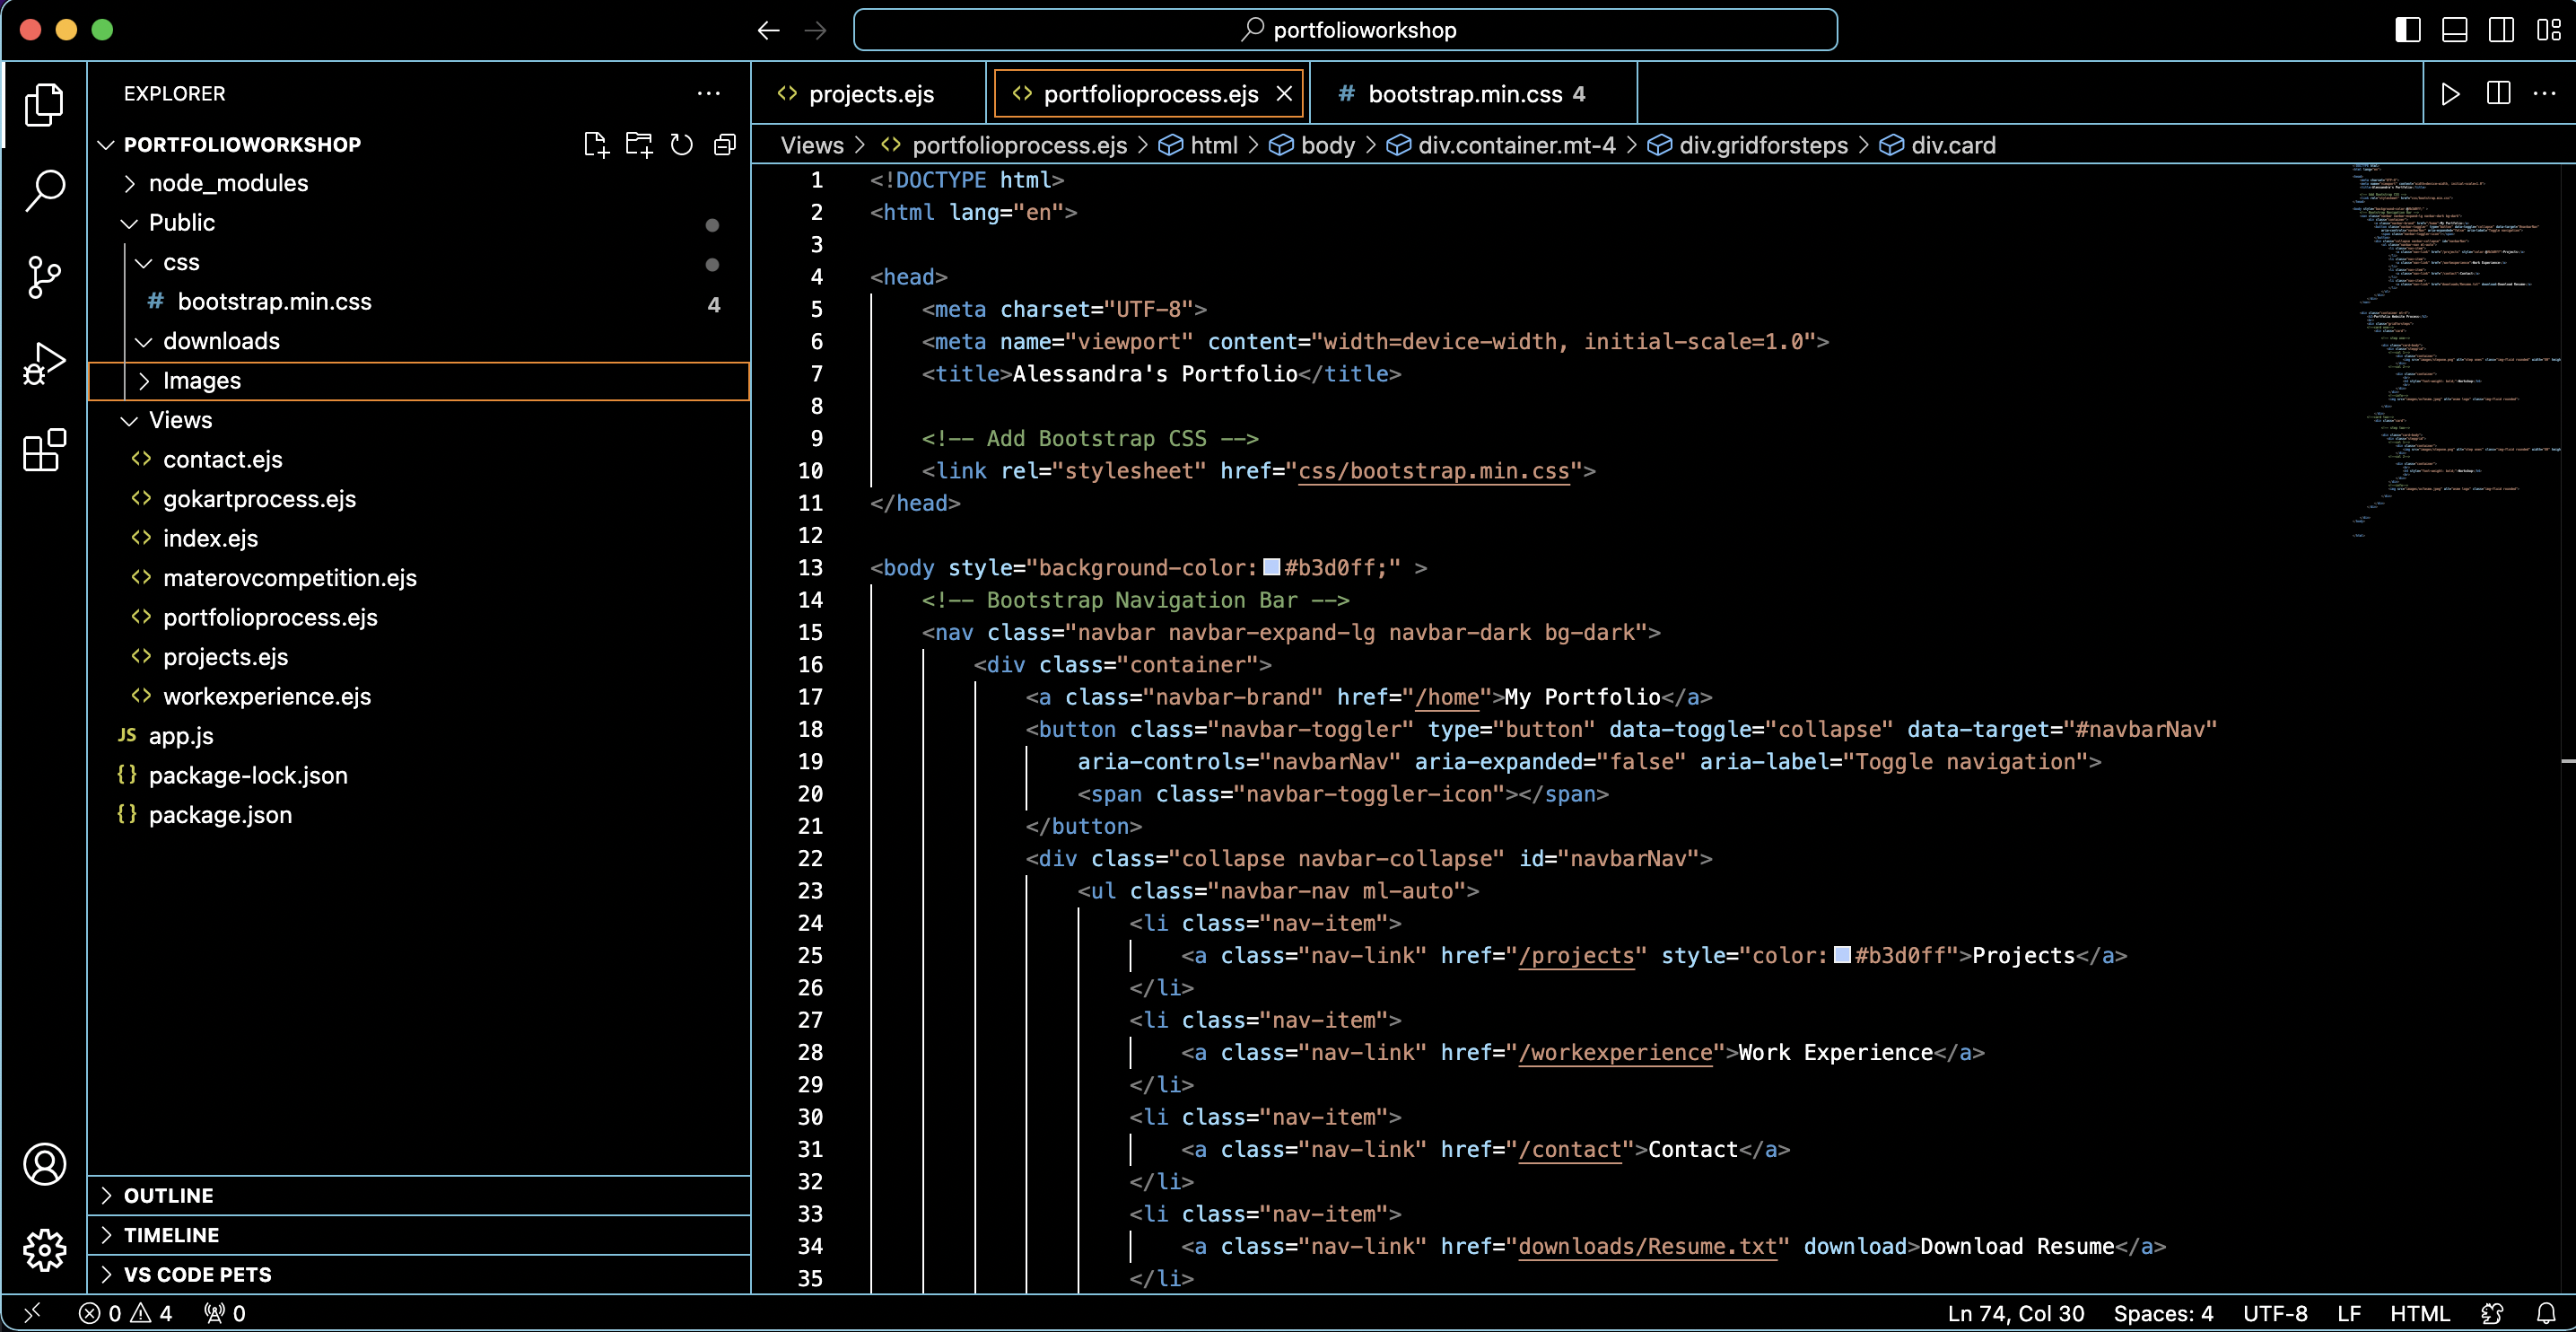 portfolioworkshop
EXPLORER
PORTFOLIOWORKSHOP
node_modules
Public
css
# bootstrap.min.css 4
downloads
Images
Views
<> contact.ejs
<> gokartprocess.ejs
<> index.ejs
<> materovcompetition.ejs
<> portfolioprocess.ejs
<> projects.ejs
<> workexperience.ejs
JS app.js
{} package-lock.json
{} package.json
OUTLINE
TIMELINE
VS CODE PETS
<> projects.ejs
<> portfolioprocess.ejs
# bootstrap.min.css 4
Views > <> portfolioprocess.ejs > html > body > div.container.mt-4 > div.gridforsteps > div.card
1 <!DOCTYPE html>
2 <html lang="en">
3
4 <head>
5 <meta charset="UTF-8">
6 <meta name="viewport" content="width=device-width, initial-scale=1.0">
7 <title>Alessandra's Portfolio</title>
8
9 <!-- Add Bootstrap CSS -->
10 <link rel="stylesheet" href="css/bootstrap.min.css">
11 </head>
12
13 <body style="background-color:#b3d0ff;" >
14 <!-- Bootstrap Navigation Bar -->
15 <nav class="navbar navbar-expand-lg navbar-dark bg-dark">
16 <div class="container">
17 <a class="navbar-brand" href="/home">My Portfolio</a>
18 <button class="navbar-toggler" type="button" data-toggle="collapse" data-target="#navbarNav"
19 aria-controls="navbarNav" aria-expanded="false" aria-label="Toggle navigation">
20 <span class="navbar-toggler-icon"></span>
21 </button>
22 <div class="collapse navbar-collapse" id="navbarNav">
23 <ul class="navbar-nav ml-auto">
24 <li class="nav-item">
25 <a class="nav-link" href="/projects" style="color:#b3d0ff">Projects</a>
26 </li>
27 <li class="nav-item">
28 <a class="nav-link" href="/workexperience">Work Experience</a>
29 </li>
30 <li class="nav-item">
31 <a class="nav-link" href="/contact">Contact</a>
32 </li>
33 <li class="nav-item">
34 <a class="nav-link" href="downloads/Resume.txt" download>Download Resume</a>
35 </li>
0 4 0
Ln 74, Col 30 Spaces: 4 UTF-8 LF HTML